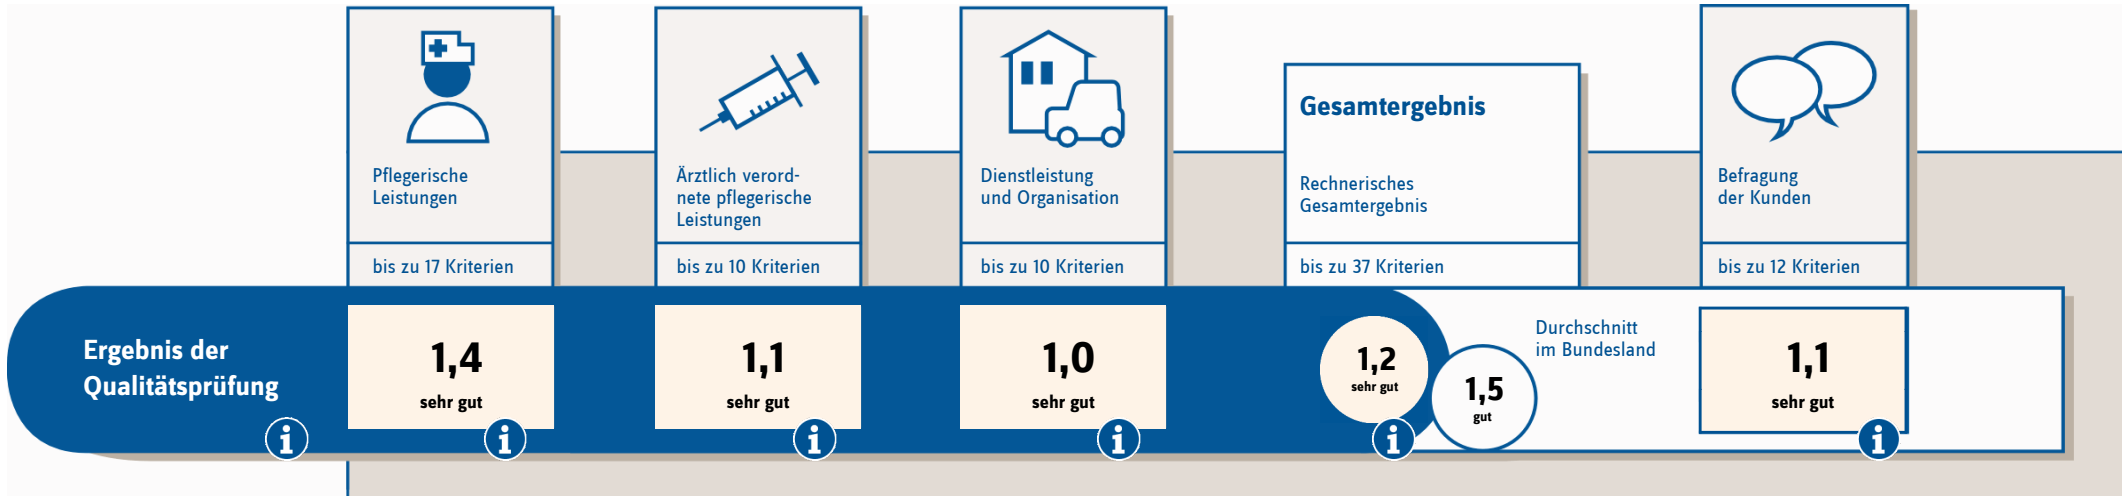 Pflegerische
Leistungen
bis zu 17 Kriterien
Ärztlich verord-
nete pflegerische
Leistungen
bis zu 10 Kriterien
Dienstleistung
und Organisation
bis zu 10 Kriterien
Gesamtergebnis
Rechnerisches
Gesamtergebnis
bis zu 37 Kriterien
Befragung
der Kunden
bis zu 12 Kriterien
Ergebnis der
Qualitätsprüfung
i
1,4
sehr gut
i
1,1
sehr gut
i
1,0
sehr gut
i
1,2
sehr gut
i
1,5
gut
Durchschnitt
im Bundesland
1,1
sehr gut
i